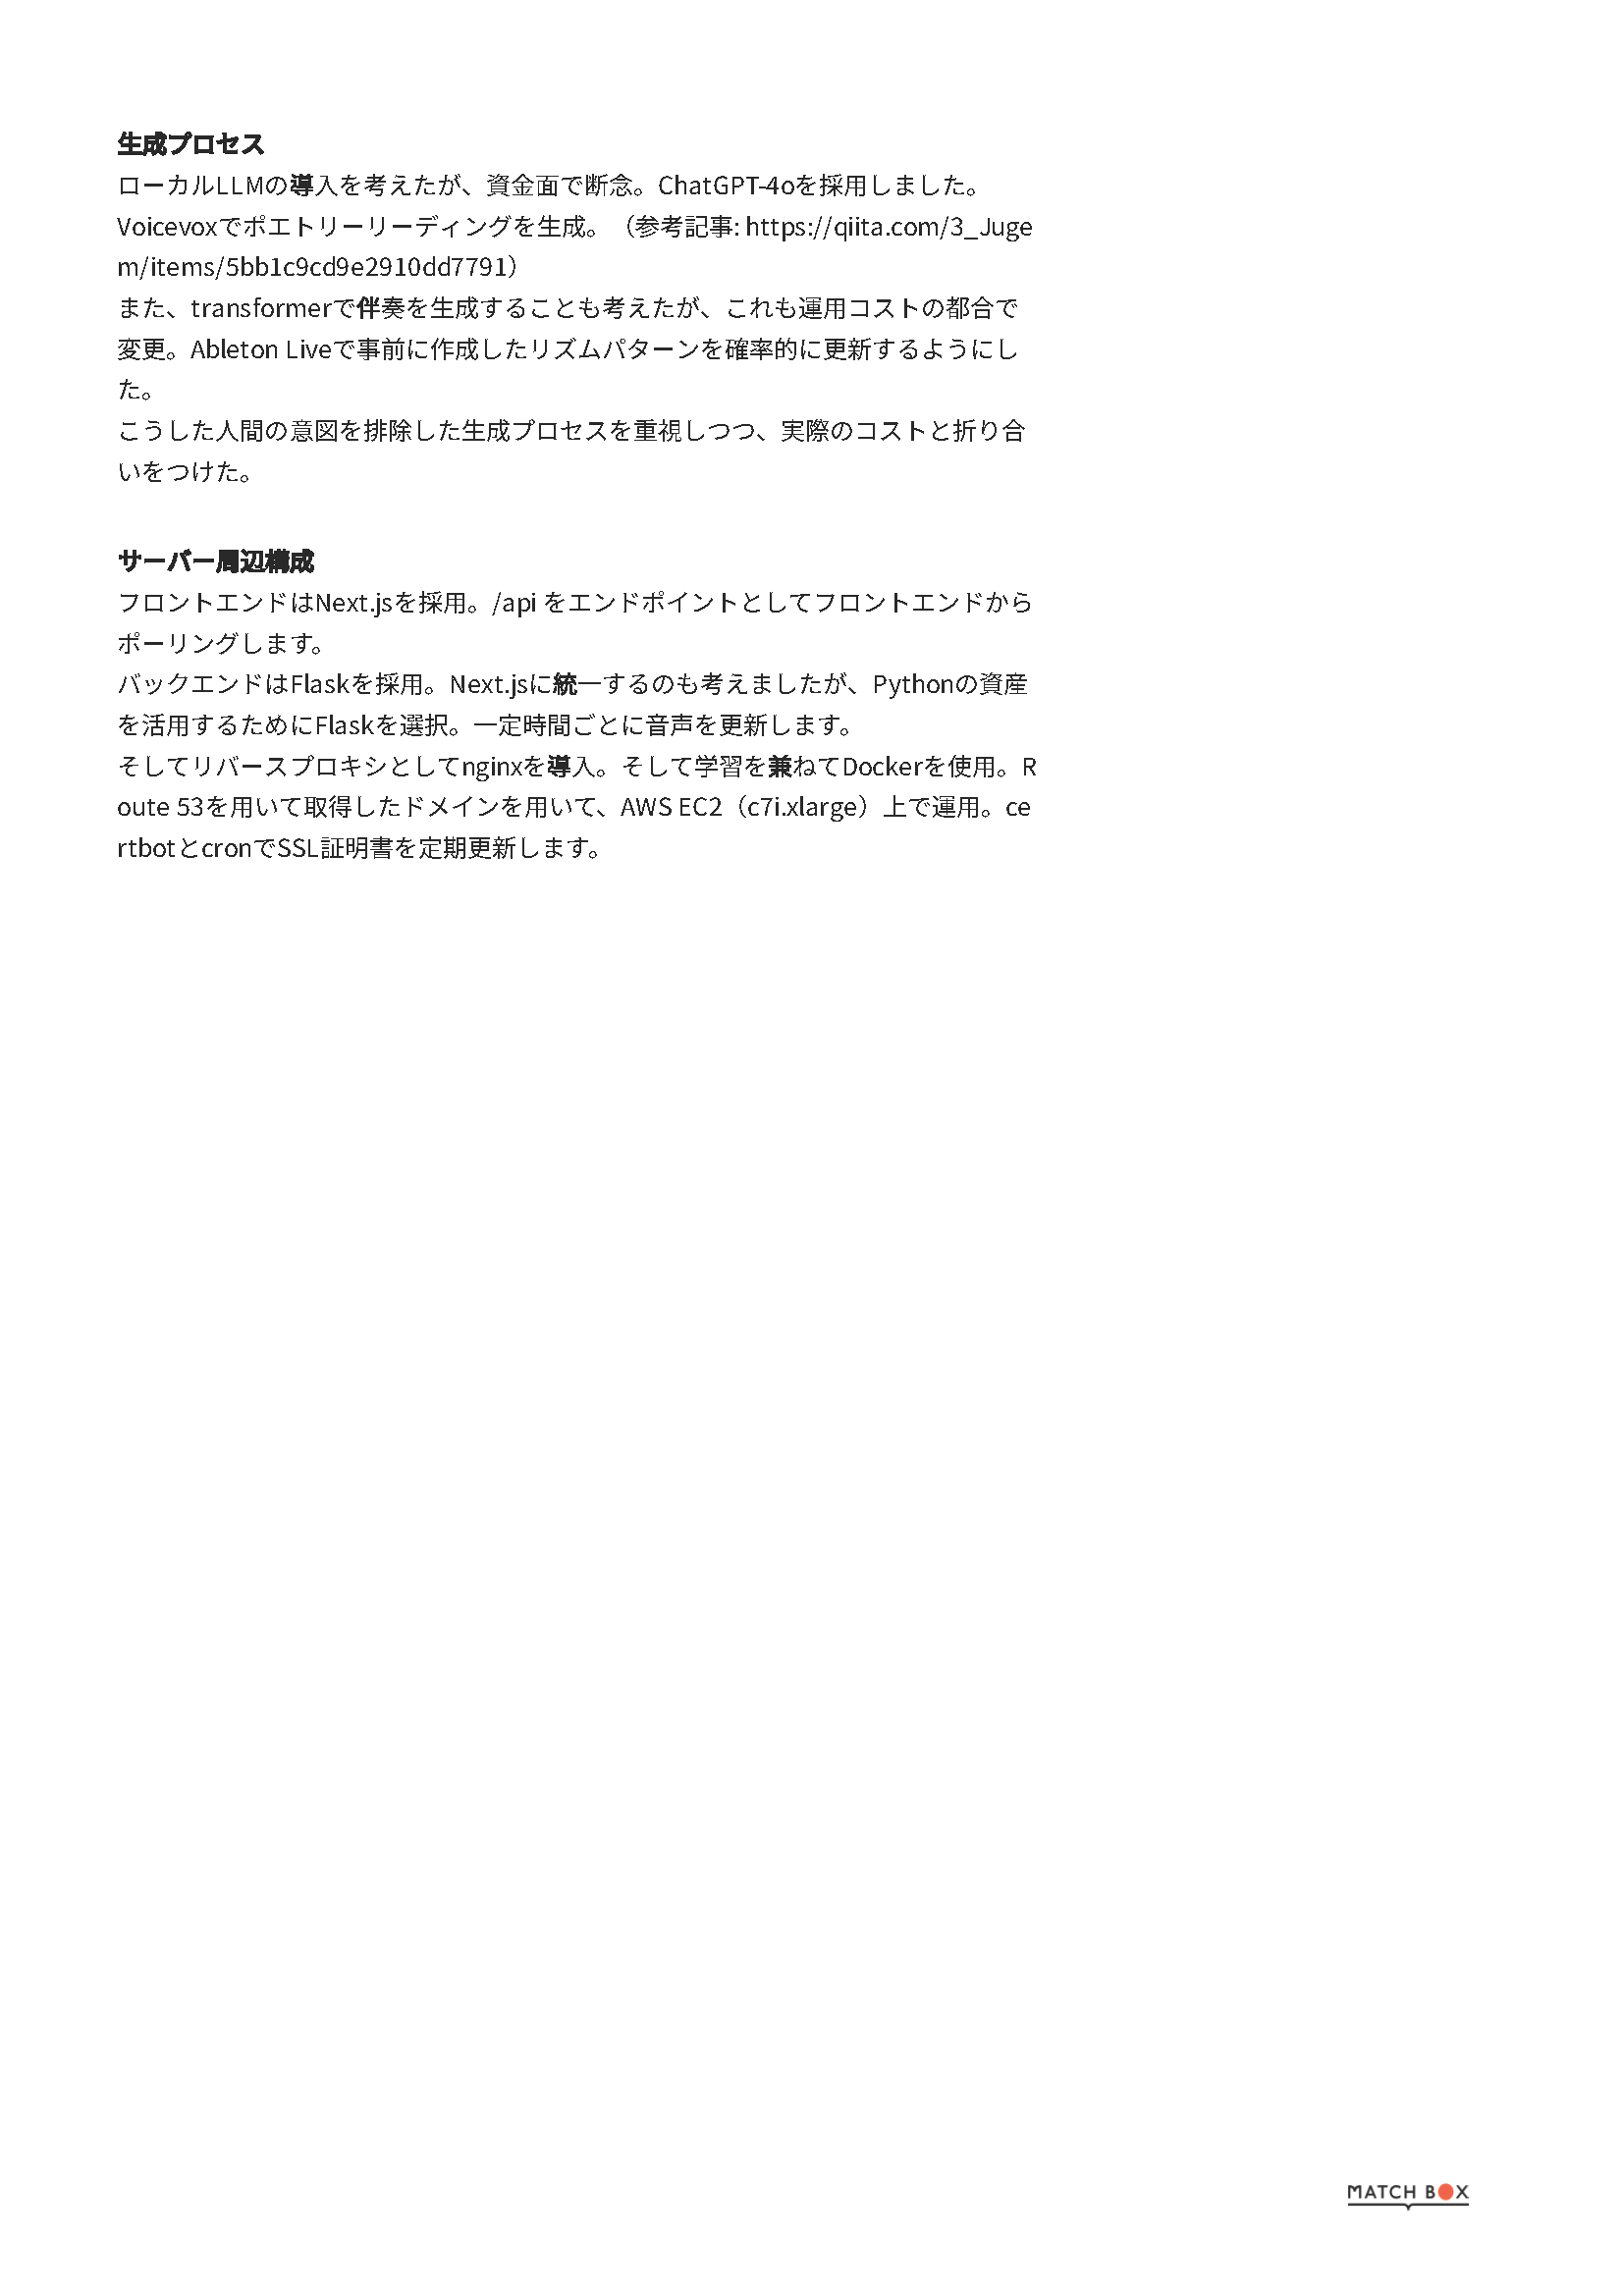 生成プロセス
ローカルLLMの導入を考えたが、資金面で断念。ChatGPT-4oを採用しました。
Voicevoxでポエトリーリーディングを生成。（参考記事: https://qiita.com/3_Juge
m/items/5bb1c9cd9e2910dd7791）
また、transformerで伴奏を生成することも考えたが、これも運用コストの都合で
変更。Ableton Liveで事前に作成したリズムパターンを確率的に更新するようにし
た。
こうした人間の意図を排除した生成プロセスを重視しつつ、実際のコストと折り合
いをつけた。
サーバー周辺構成
フロントエンドはNext.jsを採用。/api をエンドポイントとしてフロントエンドから
ポーリングします。
バックエンドはFlaskを採用。Next.jsに統一するのも考えましたが、Pythonの資産
を活用するためにFlaskを選択。一定時間ごとに音声を更新します。
そしてリバースプロキシとしてnginxを導入。そして学習を兼ねてDockerを使用。R
oute 53を用いて取得したドメインを用いて、AWS EC2（c7i.xlarge）上で運用。ce
rtbotとcronでSSL証明書を定期更新します。
MATCH BOX